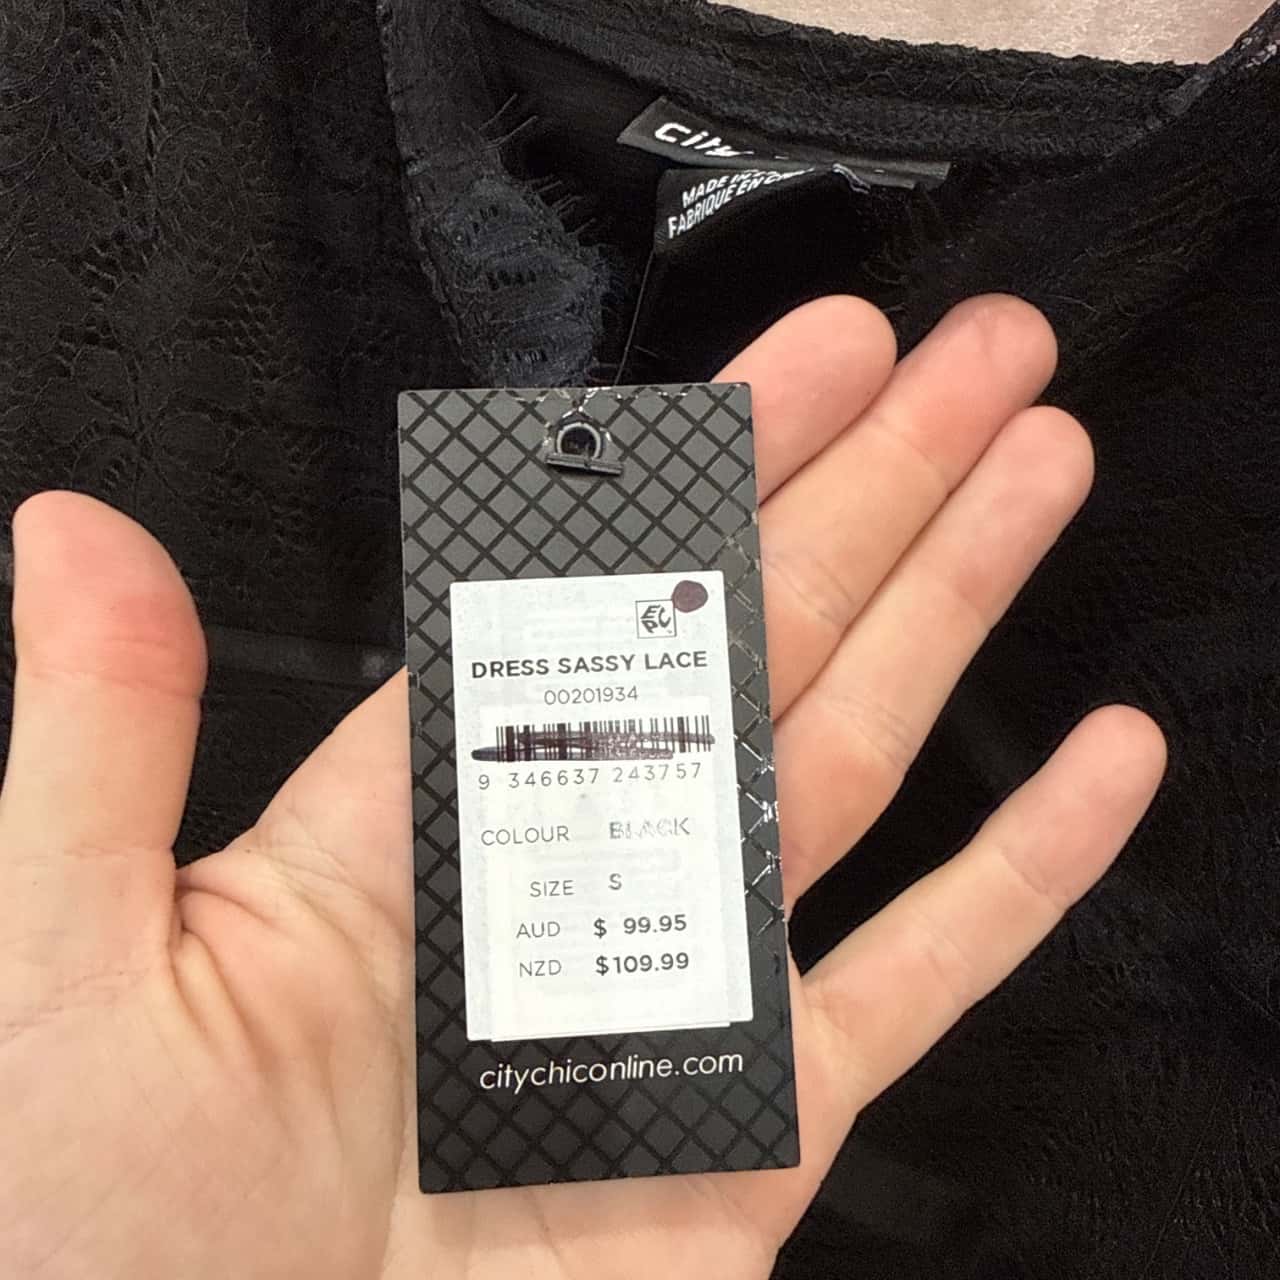 city
MADE IN
FABRIQUE EN
EPC
DRESS SASSY LACE
00201934
9 346637 243757
COLOUR BLACK
SIZE S
AUD $ 99.95
NZD $109.99
citychiconline.com